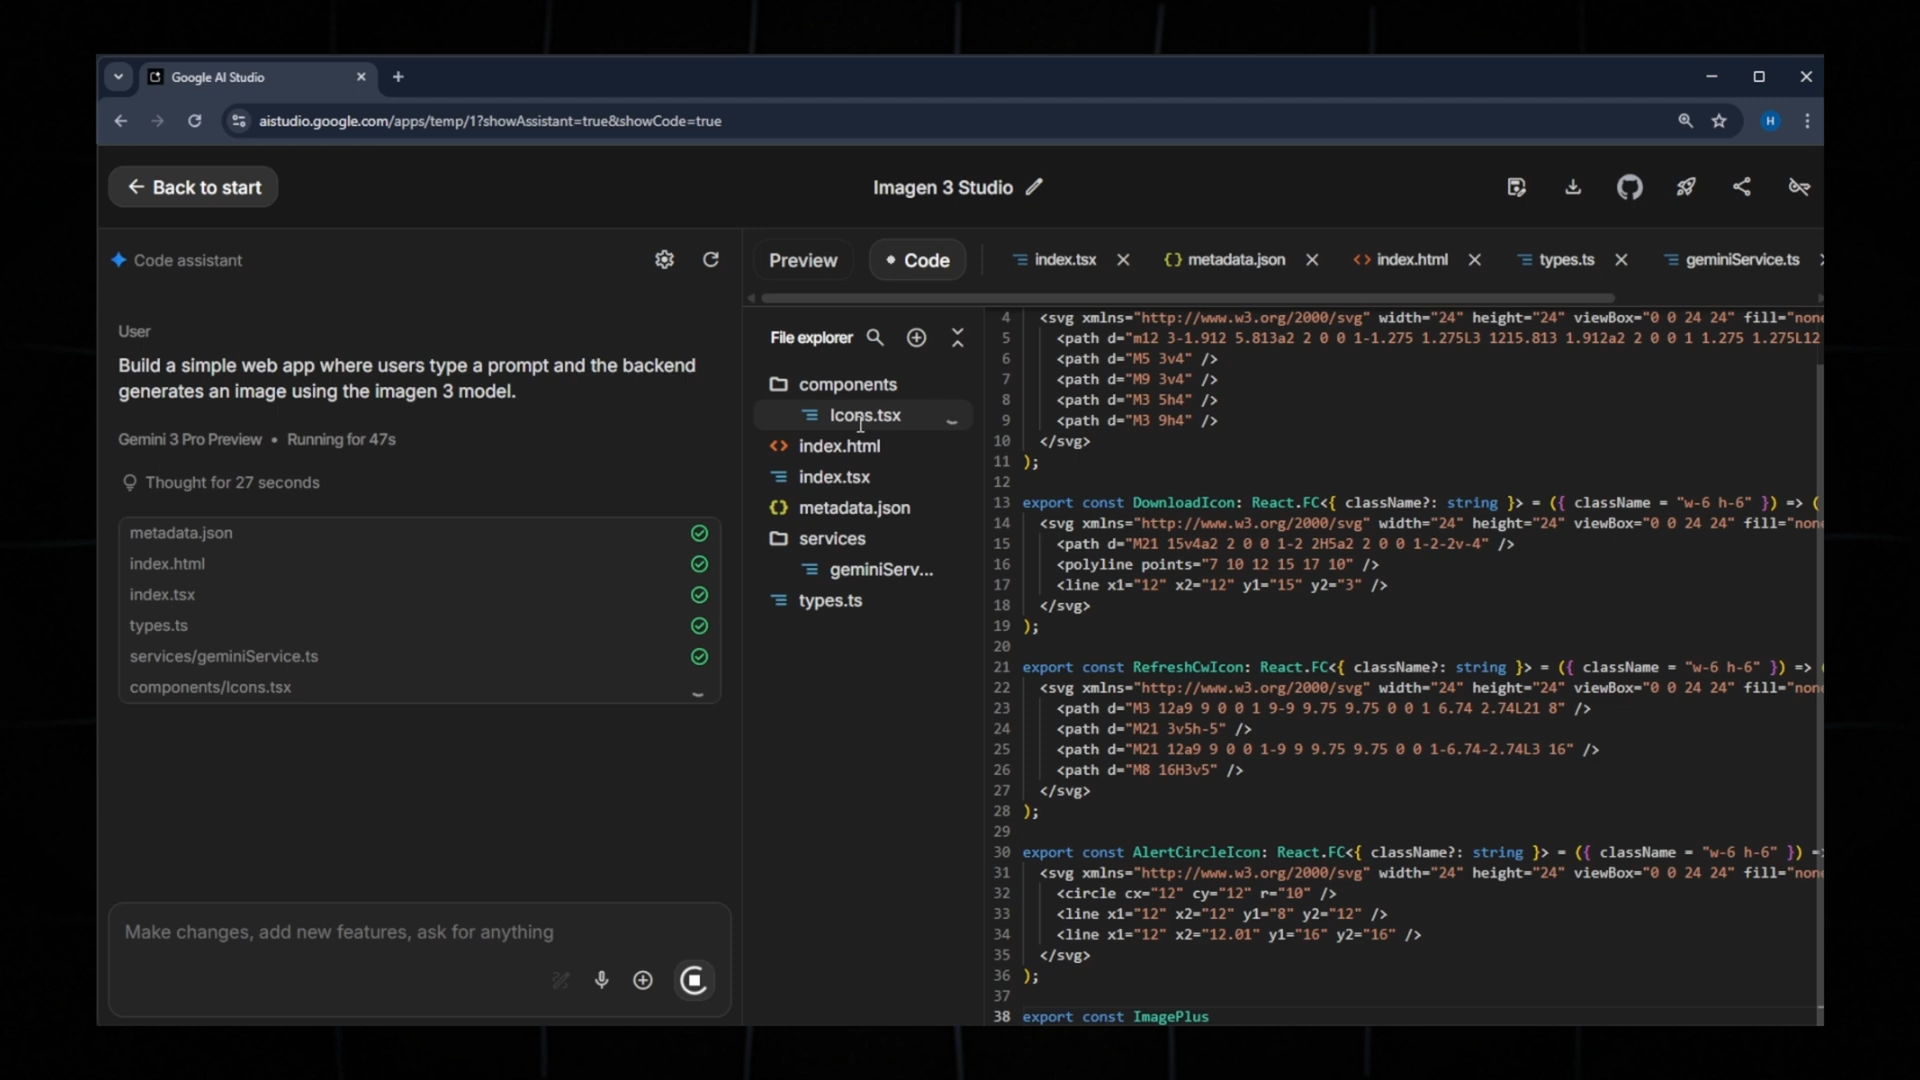 Google AI Studio
aistudio.google.com/apps/temp/1?showAssistant=true&showCode=true
H
Back to start
Imagen 3 Studio
Code assistant
User
Build a simple web app where users type a prompt and the backend
generates an image using the imagen 3 model.
Gemini 3 Pro Preview • Running for 47s
Thought for 27 seconds
metadata.json
index.html
index.tsx
types.ts
services/geminiService.ts
components/Icons.tsx
Make changes, add new features, ask for anything
Preview
Code
index.tsx
{} metadata.json
<> index.html
types.ts
geminiService.ts
File explorer
components
Icons.tsx
<> index.html
index.tsx
{} metadata.json
services
geminiServ...
types.ts
4 <svg xmlns="http://www.w3.org/2000/svg" width="24" height="24" viewBox="0 0 24 24" fill="none
5 <path d="m12 3-1.912 5.813a2 2 0 0 1-1.275 1.275L3 12l5.813 1.912a2 2 0 0 1 1.275 1.275L12
6 <path d="M5 3v4" />
7 <path d="M9 3v4" />
8 <path d="M3 5h4" />
9 <path d="M3 9h4" />
10 </svg>
11 );
12
13 export const DownloadIcon: React.FC<{ className?: string }> = ({ className = "w-6 h-6" }) => (
14 <svg xmlns="http://www.w3.org/2000/svg" width="24" height="24" viewBox="0 0 24 24" fill="none
15 <path d="M21 15v4a2 2 0 0 1-2 2H5a2 2 0 0 1-2-2v-4" />
16 <polyline points="7 10 12 15 17 10" />
17 <line x1="12" x2="12" y1="15" y2="3" />
18 </svg>
19 );
20
21 export const RefreshCwIcon: React.FC<{ className?: string }> = ({ className = "w-6 h-6" }) => (
22 <svg xmlns="http://www.w3.org/2000/svg" width="24" height="24" viewBox="0 0 24 24" fill="none
23 <path d="M3 12a9 9 0 0 1 9-9 9.75 9.75 0 0 1 6.74 2.74L21 8" />
24 <path d="M21 3v5h-5" />
25 <path d="M21 12a9 9 0 0 1-9 9 9.75 9.75 0 0 1-6.74-2.74L3 16" />
26 <path d="M8 16H3v5" />
27 </svg>
28 );
29
30 export const AlertCircleIcon: React.FC<{ className?: string }> = ({ className = "w-6 h-6" }) =>
31 <svg xmlns="http://www.w3.org/2000/svg" width="24" height="24" viewBox="0 0 24 24" fill="none
32 <circle cx="12" cy="12" r="10" />
33 <line x1="12" x2="12" y1="8" y2="12" />
34 <line x1="12" x2="12.01" y1="16" y2="16" />
35 </svg>
36 );
37
38 export const ImagePlus